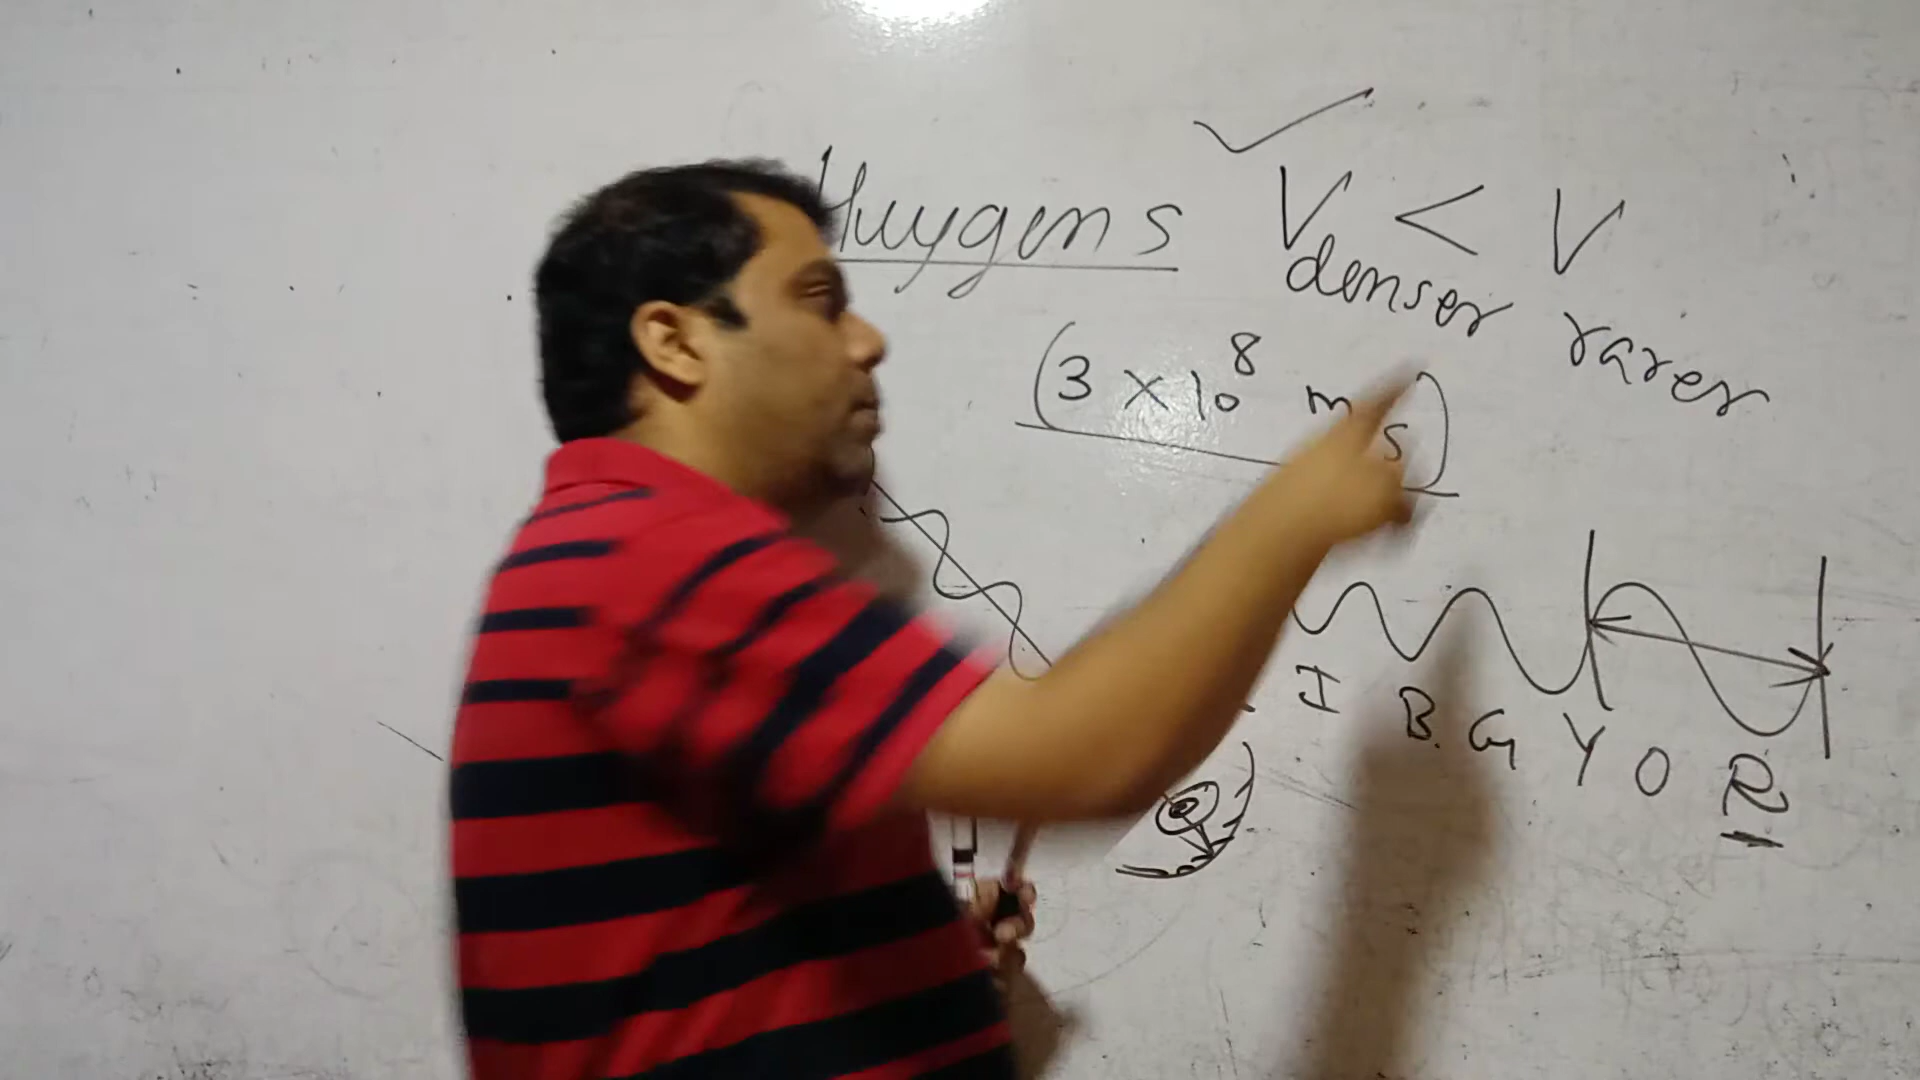 Huygens V denser < V rarer
(3 × 10⁸ m s)
I B. G Y O R